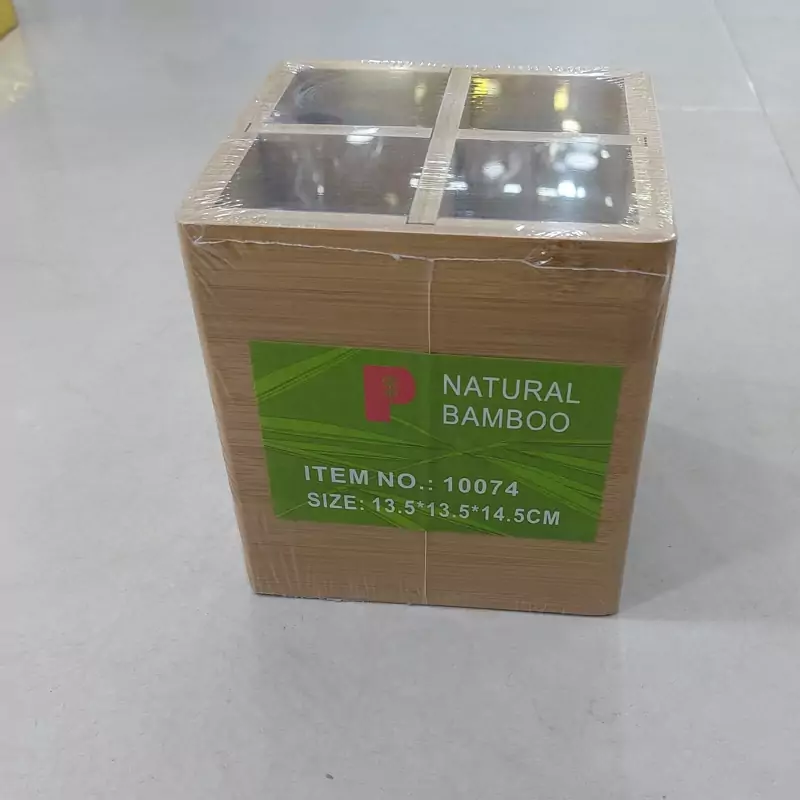 P
NATURAL
BAMBOO
ITEM NO.: 10074
SIZE: 13.5*13.5*14.5CM